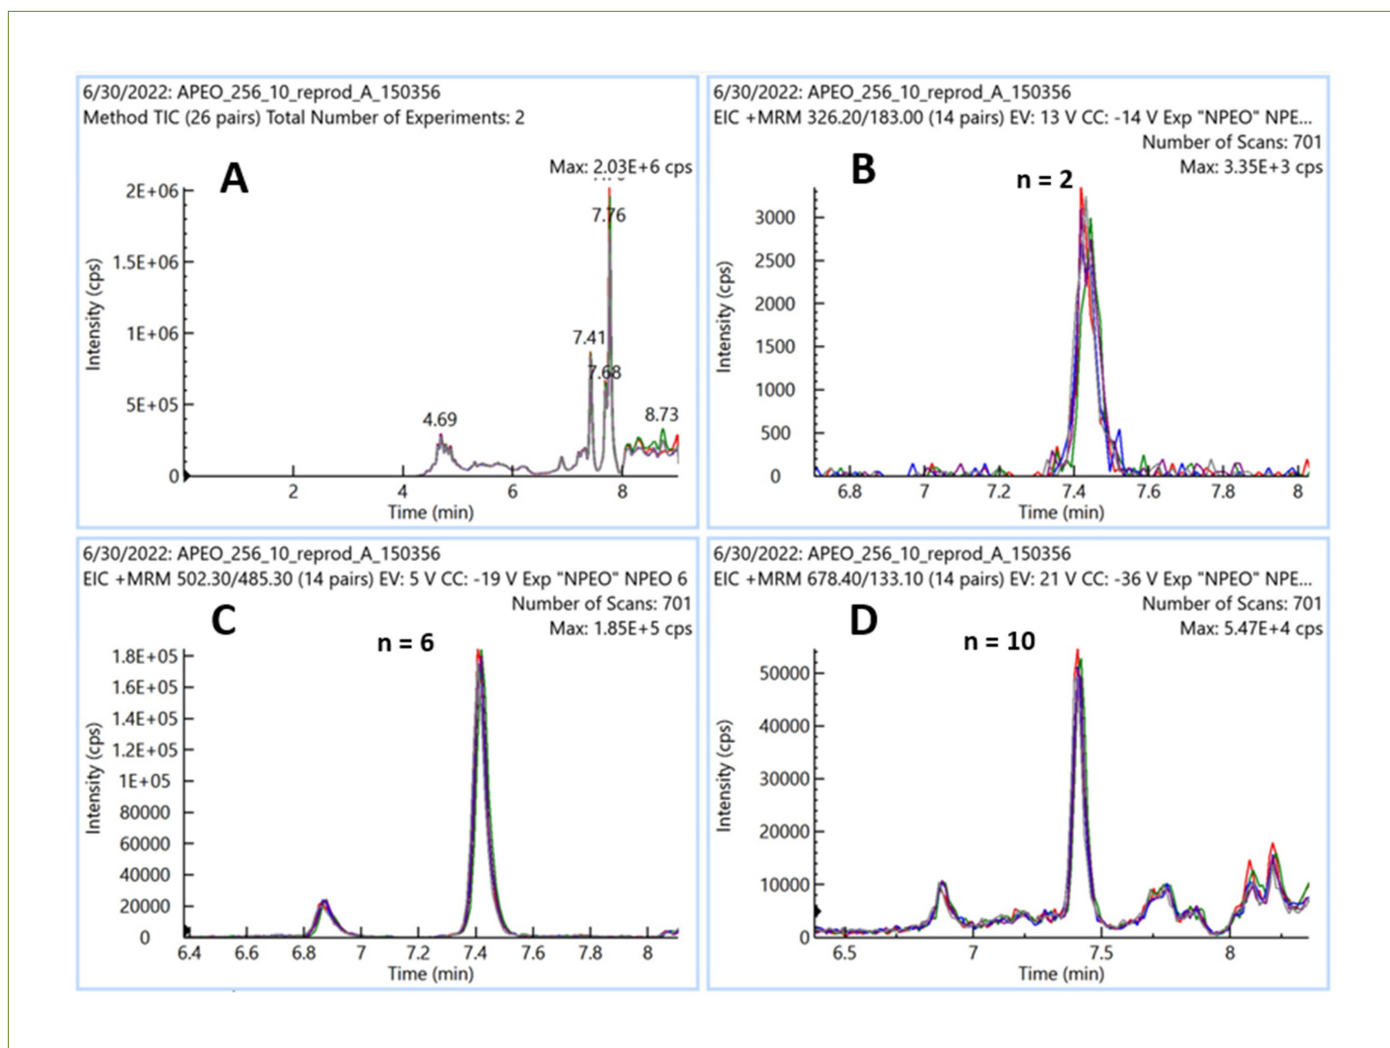 6/30/2022: APEO_256_10_reprod_A_150356
Method TIC (26 pairs) Total Number of Experiments: 2
Max: 2.03E+6 cps
A
2E+06
1.5E+06
1E+06
5E+05
0
7.76
7.41
7.68
4.69
8.73
2 4 6 8
Intensity (cps)
Time (min)
6/30/2022: APEO_256_10_reprod_A_150356
EIC +MRM 326.20/183.00 (14 pairs) EV: 13 V CC: -14 V Exp "NPEO" NPE...
Number of Scans: 701
Max: 3.35E+3 cps
B
n = 2
3000
2500
2000
1500
1000
500
0
6.8 7 7.2 7.4 7.6 7.8 8
Intensity (cps)
Time (min)
6/30/2022: APEO_256_10_reprod_A_150356
EIC +MRM 502.30/485.30 (14 pairs) EV: 5 V CC: -19 V Exp "NPEO" NPEO 6
Number of Scans: 701
Max: 1.85E+5 cps
C
n = 6
1.8E+05
1.6E+05
1.4E+05
1.2E+05
1E+05
80000
60000
40000
20000
0
6.4 6.6 6.8 7 7.2 7.4 7.6 7.8 8
Intensity (cps)
Time (min)
6/30/2022: APEO_256_10_reprod_A_150356
EIC +MRM 678.40/133.10 (14 pairs) EV: 21 V CC: -36 V Exp "NPEO" NPE...
Number of Scans: 701
Max: 5.47E+4 cps
D
n = 10
50000
40000
30000
20000
10000
0
6.5 7 7.5 8
Intensity (cps)
Time (min)